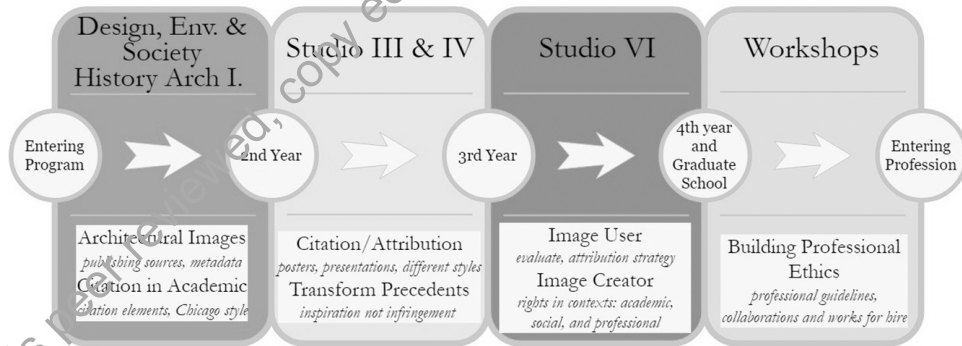 Design, Env. &
Society
History Arch I.
Studio III & IV
Studio VI
Workshops
Entering
Program
2nd Year
3rd Year
4th year
and
Graduate
School
Entering
Profession
Architectural Images
publishing sources, metadata
Citation in Academic
citation elements, Chicago style
Citation/Attribution
posters, presentations, different styles
Transform Precedents
inspiration not infringement
Image User
evaluate, attribution strategy
Image Creator
rights in contexts: academic,
social, and professional
Building Professional
Ethics
professional guidelines,
collaborations and works for hire
peer reviewed, copy